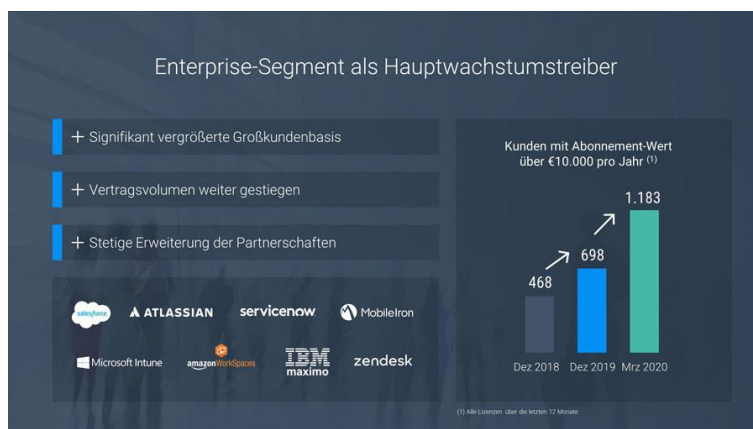 Enterprise-Segment als Hauptwachstumstreiber
+ Signifikant vergrößerte Großkundenbasis
+ Vertragsvolumen weiter gestiegen
+ Stetige Erweiterung der Partnerschaften
salesforce
ATLASSIAN
servicenow
MobileIron
Microsoft Intune
amazonWorkSpaces
IBM
maximo
zendesk
Kunden mit Abonnement-Wert
über €10.000 pro Jahr (1)
468
698
1.183
Dez 2018 Dez 2019 Mrz 2020
(1) Alle Lizenzen über die letzten 12 Monate